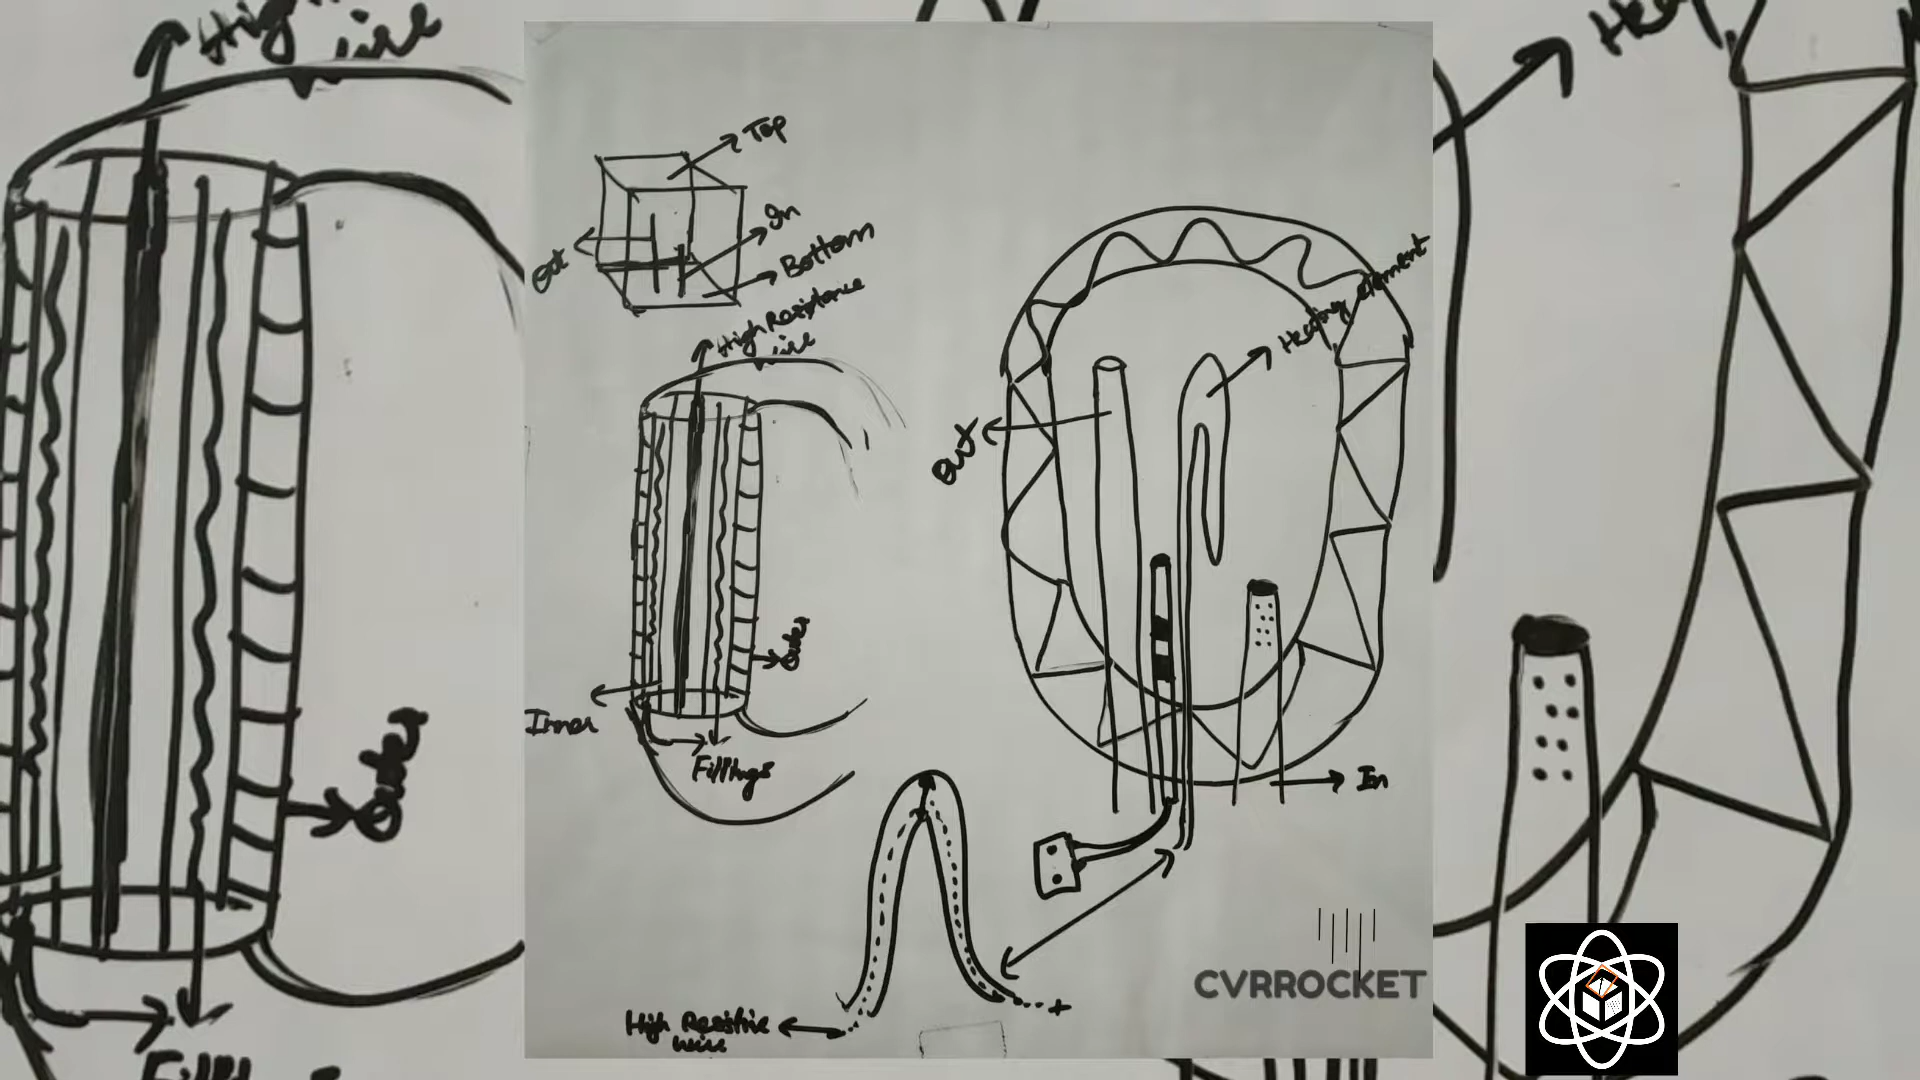 Top
In
Bottom
Out
High Resistance
wire
Heating element
Out
Outer
Inner
Fillings
In
CVRROCKET
High Resistive
wire
+